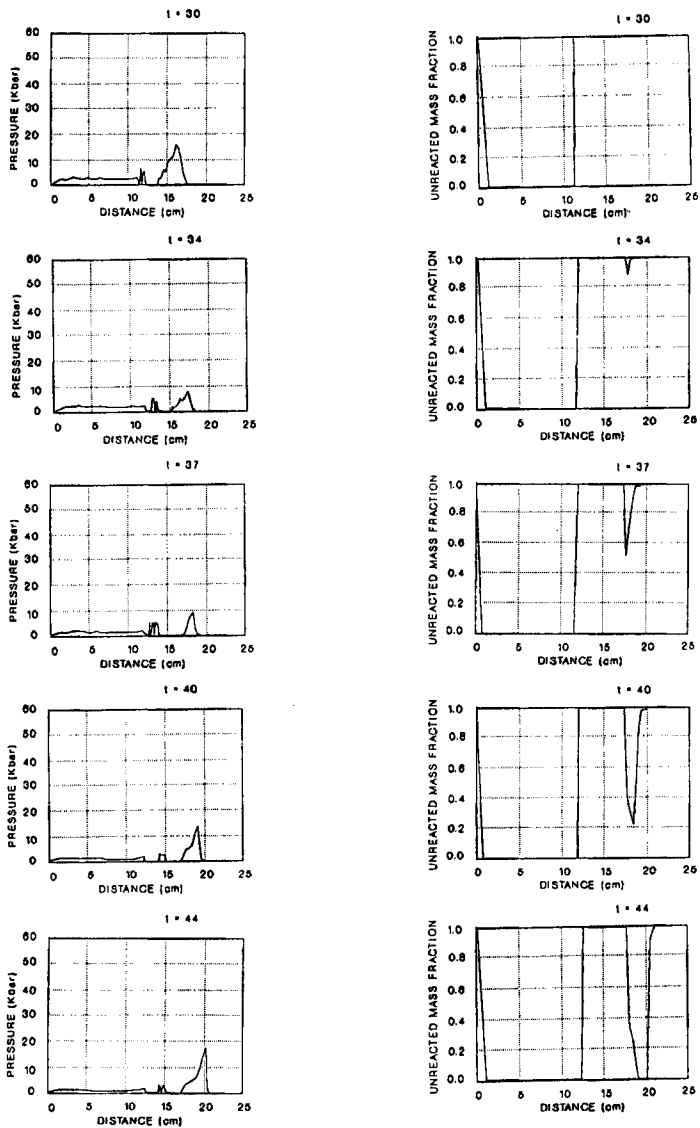 t = 30
PRESSURE (Kbar)
60
50
40
30
20
10
0
0 5 10 15 20 25
DISTANCE (cm)
t = 30
UNREACTED MASS FRACTION
1.0
0.8
0.6
0.4
0.2
0.0
0 5 10 15 20 25
DISTANCE (cm)
t = 34
PRESSURE (Kbar)
60
50
40
30
20
10
0
0 5 10 15 20 25
DISTANCE (cm)
t = 34
UNREACTED MASS FRACTION
1.0
0.8
0.6
0.4
0.2
0.0
0 5 10 15 20 25
DISTANCE (cm)
t = 37
PRESSURE (Kbar)
60
50
40
30
20
10
0
0 5 10 15 20 25
DISTANCE (cm)
t = 37
UNREACTED MASS FRACTION
1.0
0.8
0.6
0.4
0.2
0.0
0 5 10 15 20 25
DISTANCE (cm)
t = 40
PRESSURE (Kbar)
60
50
40
30
20
10
0
0 5 10 15 20 25
DISTANCE (cm)
t = 40
UNREACTED MASS FRACTION
1.0
0.8
0.6
0.4
0.2
0.0
0 5 10 15 20 25
DISTANCE (cm)
t = 44
PRESSURE (Kbar)
60
50
40
30
20
10
0
0 5 10 15 20 25
DISTANCE (cm)
t = 44
UNREACTED MASS FRACTION
1.0
0.8
0.6
0.4
0.2
0.0
0 5 10 15 20 25
DISTANCE (cm)